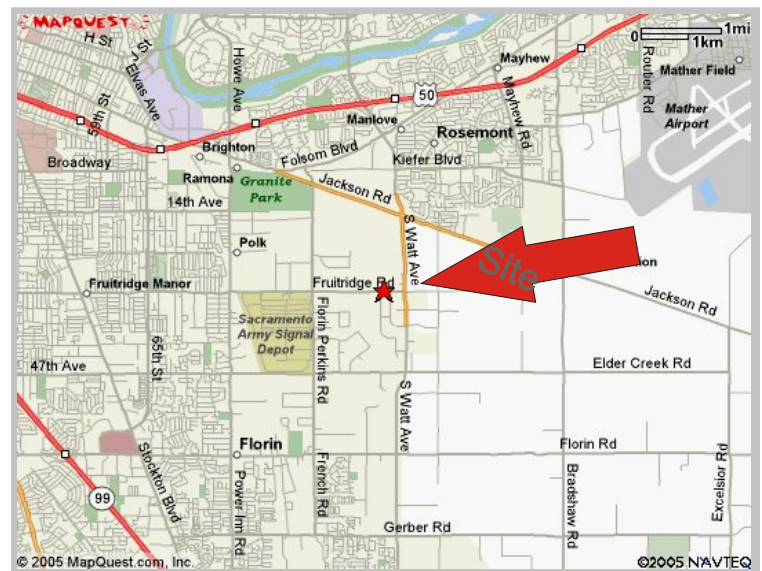 MAPQUEST
H St
St
Elvas Ave
59th St
Howe Ave
0 1mi
1km
Mayhew
Routier Rd
Mather Field
50
Mayhew Rd
Mather
Airport
Manlove
Rosemont
Brighton
Folsom Blvd
Kiefer Blvd
Broadway
Ramona
Granite
Park
Jackson Rd
14th Ave
S Watt Ave
Polk
Site
ion
Fruitridge Manor
Fruitridge Rd
Jackson Rd
Sacramento
Army Signal
Depot
Florin Perkins Rd
65th St
47th Ave
Elder Creek Rd
S Watt Ave
Florin
Florin Rd
Stockton Blvd
99
Power Inn Rd
French Rd
Bradshaw Rd
Excelsior Rd
Gerber Rd
© 2005 MapQuest.com, Inc.
©2005 NAVTEQ